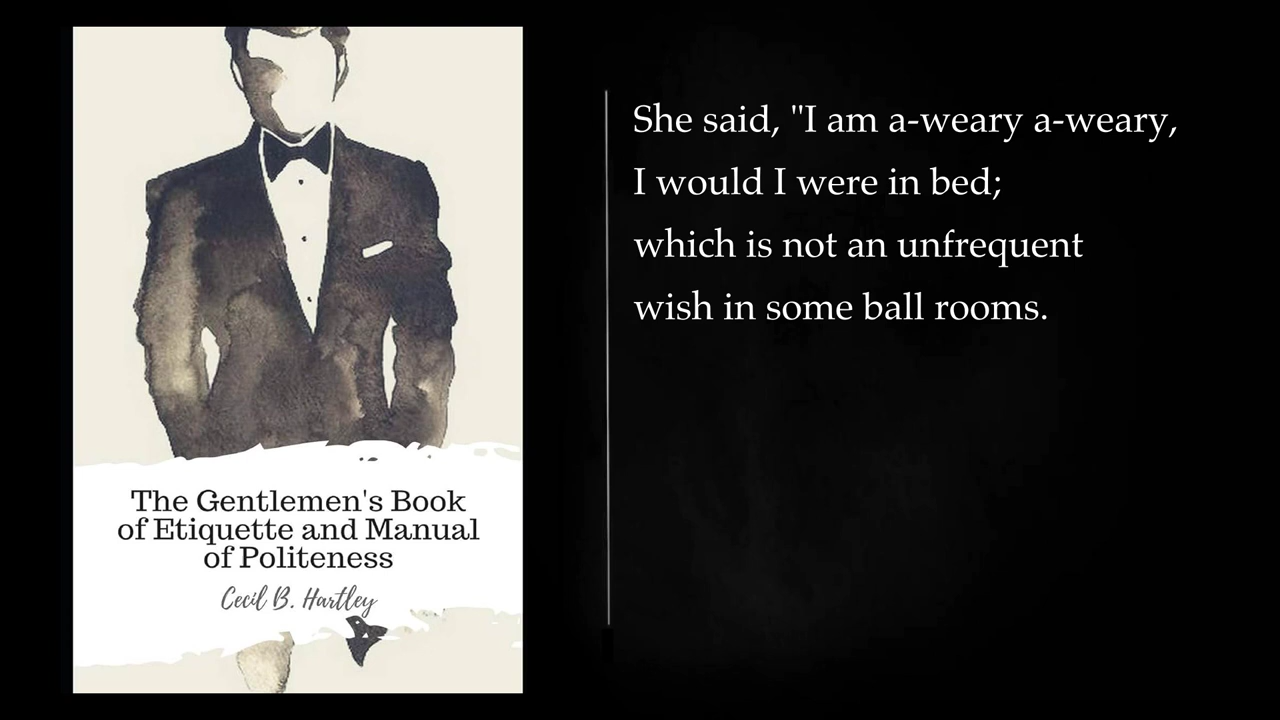 The Gentlemen's Book
of Etiquette and Manual
of Politeness
Cecil B. Hartley
She said, "I am a-weary a-weary,
I would I were in bed;
which is not an unfrequent
wish in some ball rooms.